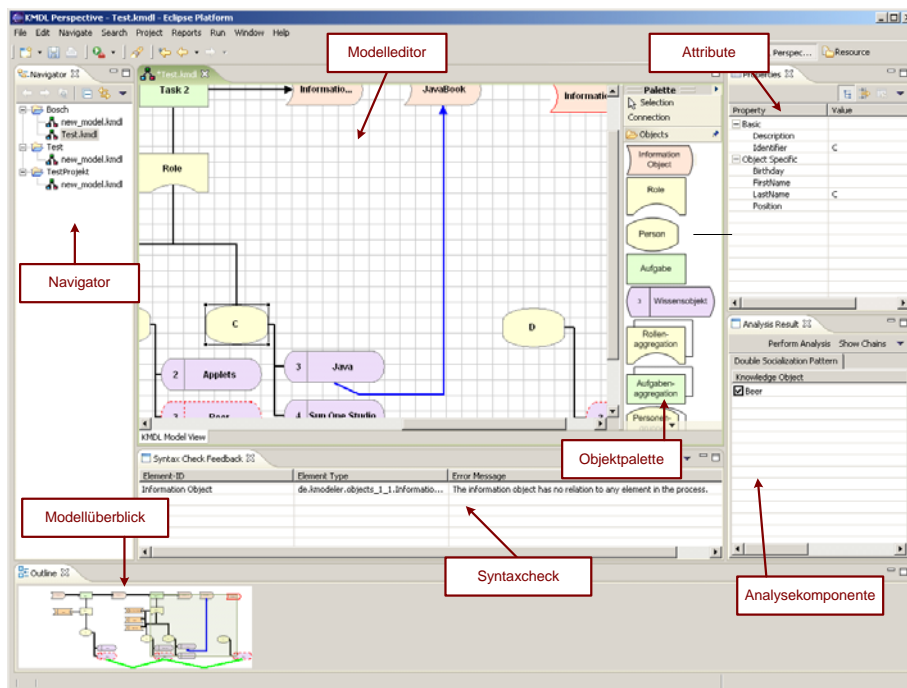 KMDL Perspective - Test.kmdl - Eclipse Platform
File Edit Navigate Search Project Reports Run Window Help
Modelleditor
Attribute
Perspec...
Resource
Navigator
Bosch
new_model.kmdl
Test.kmdl
Test
new_model.kmdl
TestProjekt
new_model.kmdl
Navigator
*Test.kmdl
Task 2
Informatio...
JavaBook
Informatio
Role
C
D
2 Applets
3 Java
3 Beer
4 Sun One Studio
KMDL Model View
Palette
Selection
Connection
Objects
Information
Object
Role
Person
Aufgabe
3 Wissensobjekt
Rollen-
aggregation
Aufgaben-
aggregation
Personen-
Objektpalette
Properties
Property Value
Basic
Description
Identifier C
Object Specific
Birthday
FirstName
LastName C
Position
Analysis Result
Perform Analysis Show Chains
Double Socialization Pattern
Knowledge Object
Beer
Analysekomponente
Syntax Check Feedback
Element-ID Element Type Error Message
Information Object de.kmodeler.objects_1_1.Informatio... The information object has no relation to any element in the process.
Syntaxcheck
Modellüberblick
Outline